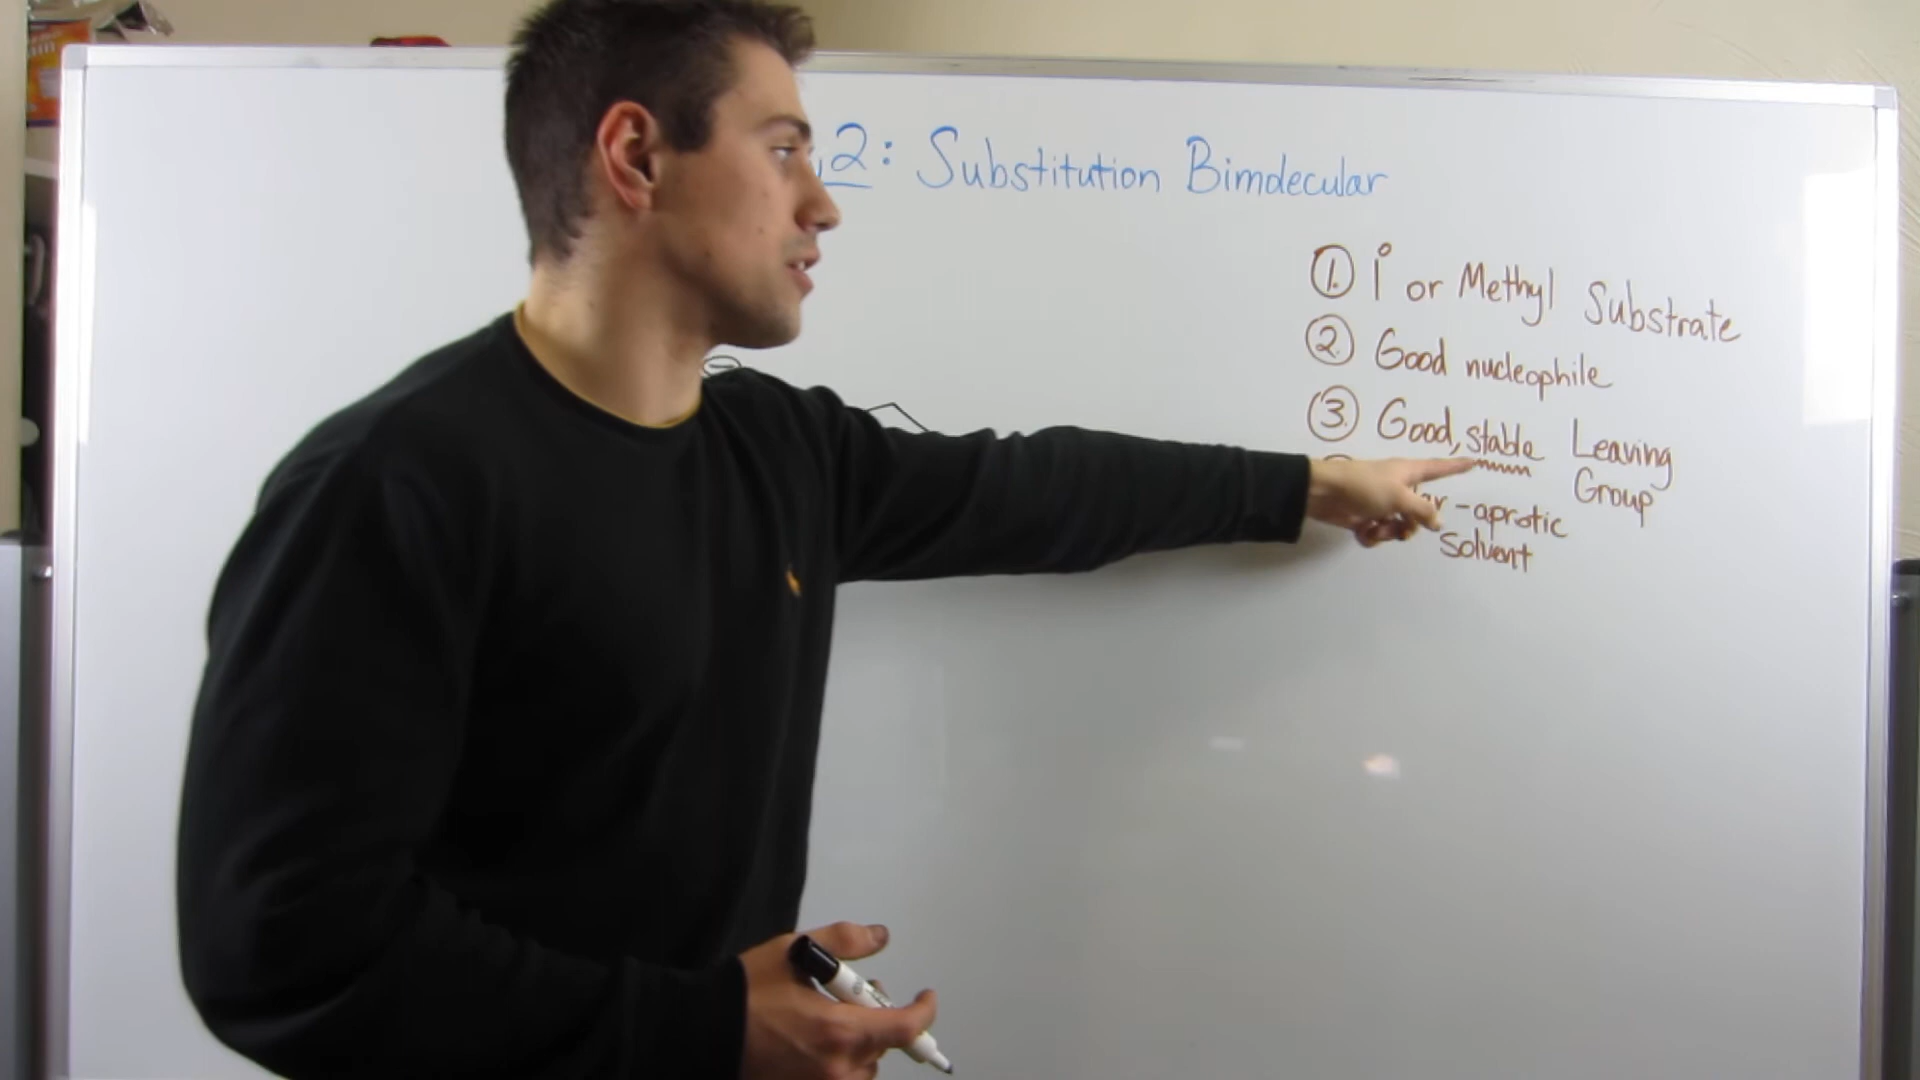 2: Substitution Bimolecular
1. 1° or Methyl Substrate
2. Good nucleophile
3. Good, stable Leaving
Group
-aprotic
Solvent